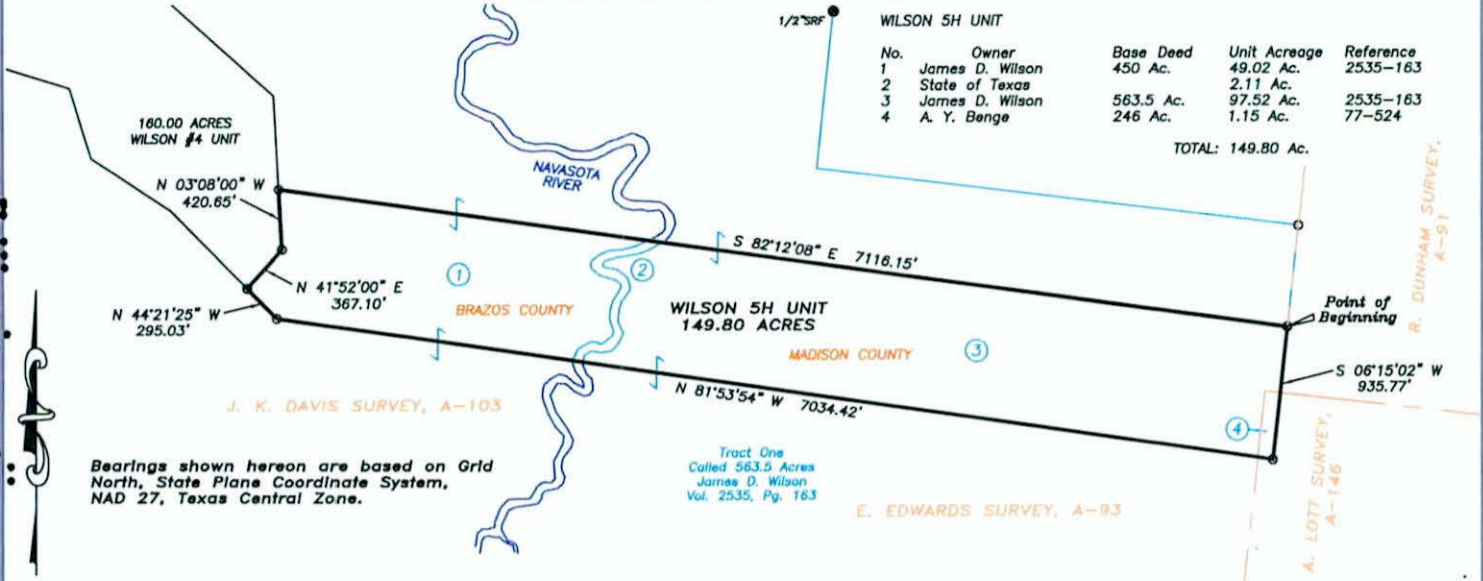 1/2"SRF
WILSON 5H UNIT
No. Owner Base Deed Unit Acreage Reference
1 James D. Wilson 450 Ac. 49.02 Ac. 2535-163
2 State of Texas 2.11 Ac.
3 James D. Wilson 563.5 Ac. 97.52 Ac. 2535-163
4 A. Y. Benge 246 Ac. 1.15 Ac. 77-524
TOTAL: 149.80 Ac.
160.00 ACRES
WILSON #4 UNIT
NAVASOTA
RIVER
N 03°08'00" W
420.65'
R. DUNHAM SURVEY,
A-91
S 82°12'08" E 7116.15'
1
2
N 41°52'00" E
367.10'
BRAZOS COUNTY
WILSON 5H UNIT
149.80 ACRES
Point of
Beginning
N 44°21'25" W
295.03'
MADISON COUNTY
3
S 06°15'02" W
935.77'
N 81°53'54" W 7034.42'
J. K. DAVIS SURVEY, A-103
4
Bearings shown hereon are based on Grid
North, State Plane Coordinate System,
NAD 27, Texas Central Zone.
Tract One
Called 563.5 Acres
James D. Wilson
Vol. 2535, Pg. 163
E. EDWARDS SURVEY, A-93
A. LOTT SURVEY,
A-146